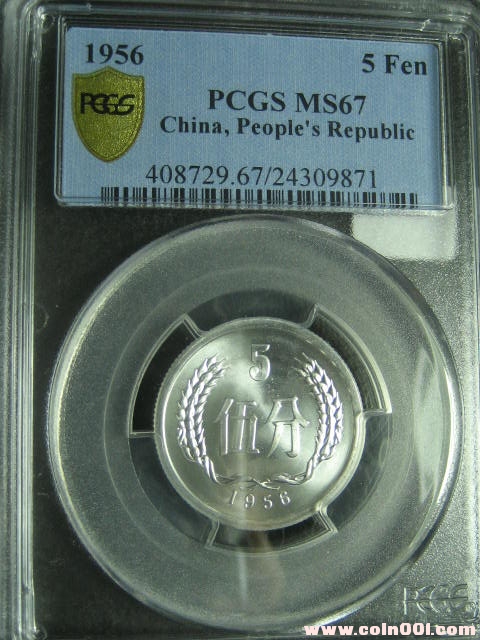 1956 5 Fen
PCGS
PCGS MS67
China, People's Republic
408729.67/24309871
5
伍分
1956
PCGS
www.coin001.com